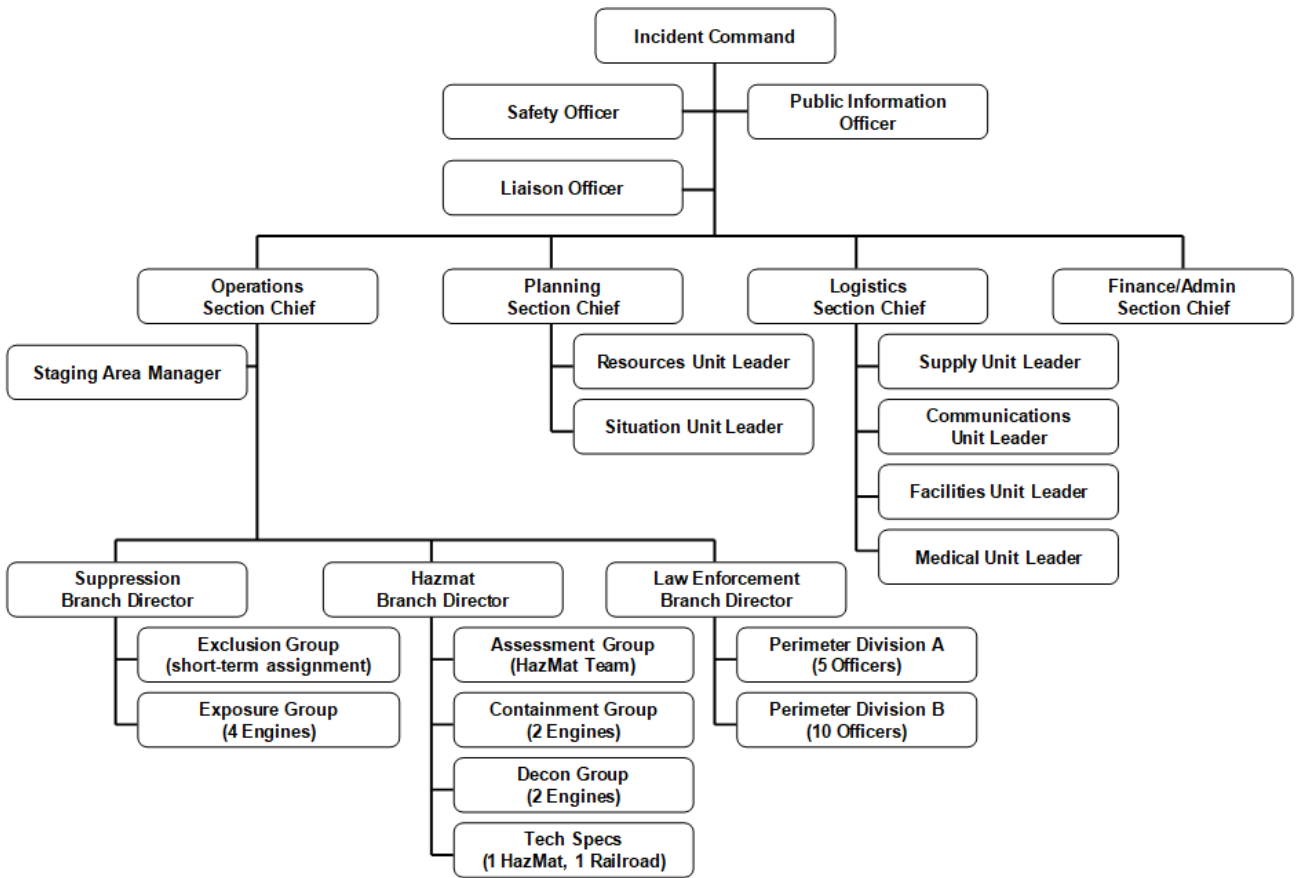 Incident Command
Safety Officer
Public Information
Officer
Liaison Officer
Operations
Section Chief
Planning
Section Chief
Logistics
Section Chief
Finance/Admin
Section Chief
Staging Area Manager
Resources Unit Leader
Situation Unit Leader
Supply Unit Leader
Communications
Unit Leader
Facilities Unit Leader
Medical Unit Leader
Suppression
Branch Director
Hazmat
Branch Director
Law Enforcement
Branch Director
Exclusion Group
(short-term assignment)
Exposure Group
(4 Engines)
Assessment Group
(HazMat Team)
Containment Group
(2 Engines)
Decon Group
(2 Engines)
Tech Specs
(1 HazMat, 1 Railroad)
Perimeter Division A
(5 Officers)
Perimeter Division B
(10 Officers)